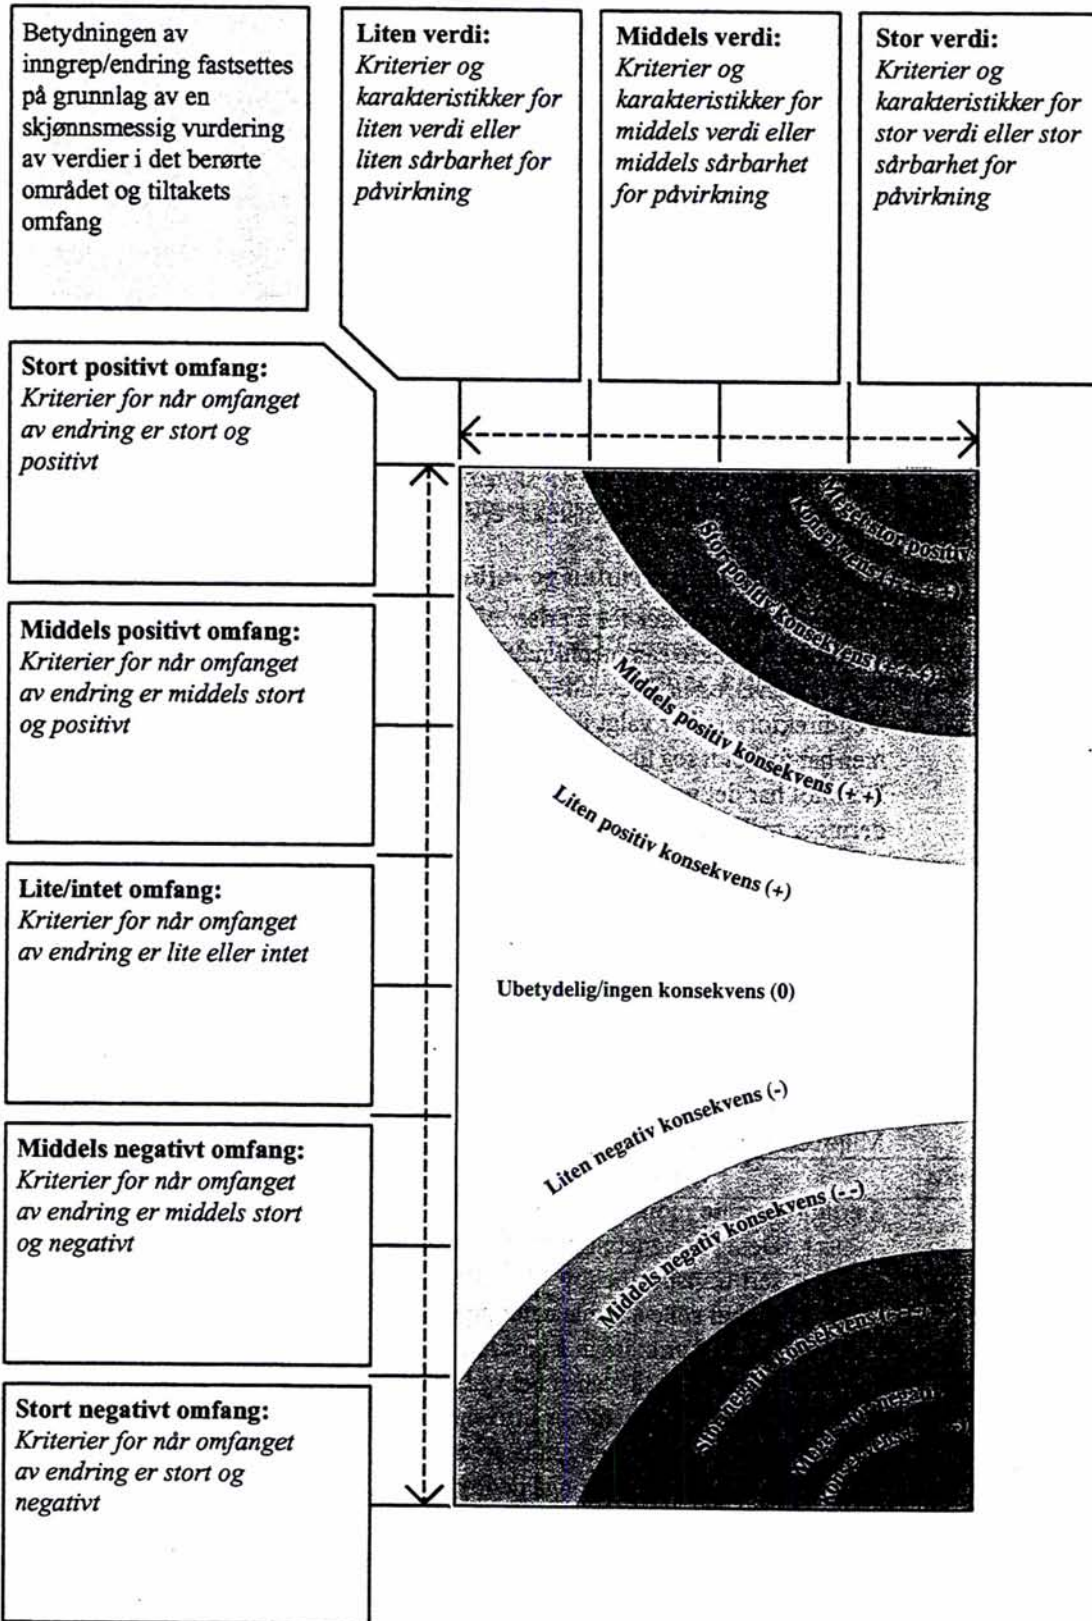 Betydningen av
inngrep/endring fastsettes
på grunnlag av en
skjønnsmessig vurdering
av verdier i det berørte
området og tiltakets
omfang
Liten verdi:
Kriterier og
karakteristikker for
liten verdi eller
liten sårbarhet for
påvirkning
Middels verdi:
Kriterier og
karakteristikker for
middels verdi eller
middels sårbarhet
for påvirkning
Stor verdi:
Kriterier og
karakteristikker for
stor verdi eller stor
sårbarhet for
påvirkning
Stort positivt omfang:
Kriterier for når omfanget
av endring er stort og
positivt
Middels positivt omfang:
Kriterier for når omfanget
av endring er middels stort
og positivt
Lite/intet omfang:
Kriterier for når omfanget
av endring er lite eller intet
Middels negativt omfang:
Kriterier for når omfanget
av endring er middels stort
og negativt
Stort negativt omfang:
Kriterier for når omfanget
av endring er stort og
negativt
Meget stor positiv
Konsekvens
Stor positiv Konsekvens
Middels positiv konsekvens (+ +)
Liten positiv konsekvens (+)
Ubetydelig/ingen konsekvens (0)
Liten negativ konsekvens (-)
Middels negativ konsekvens (- -)
Stor negativ Konsekvens